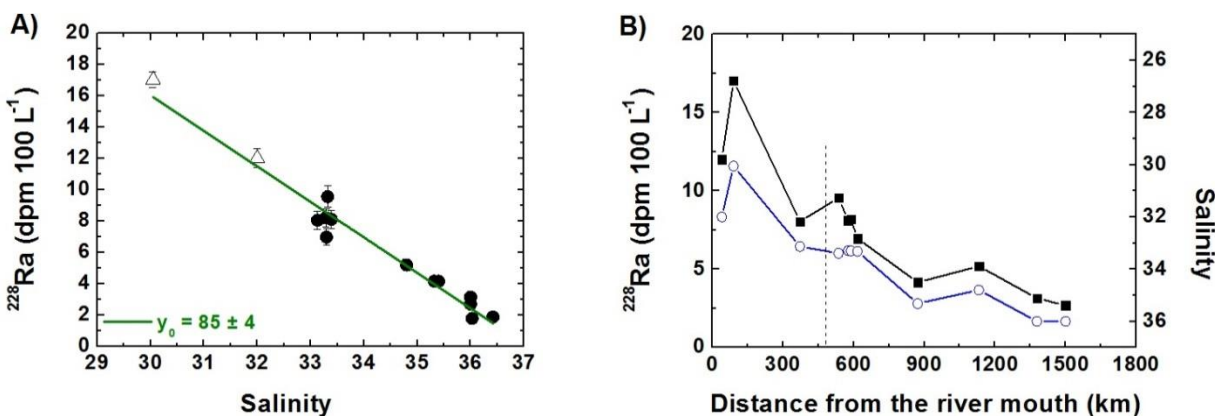 A)
20
18
16
14
12
10
8
6
4
2
0
²²⁸Ra (dpm 100 L⁻¹)
y₀ = 85 ± 4
29 30 31 32 33 34 35 36 37
Salinity
B)
20
15
10
5
0
²²⁸Ra (dpm 100 L⁻¹)
26
28
30
32
34
36
Salinity
0 300 600 900 1200 1500 1800
Distance from the river mouth (km)